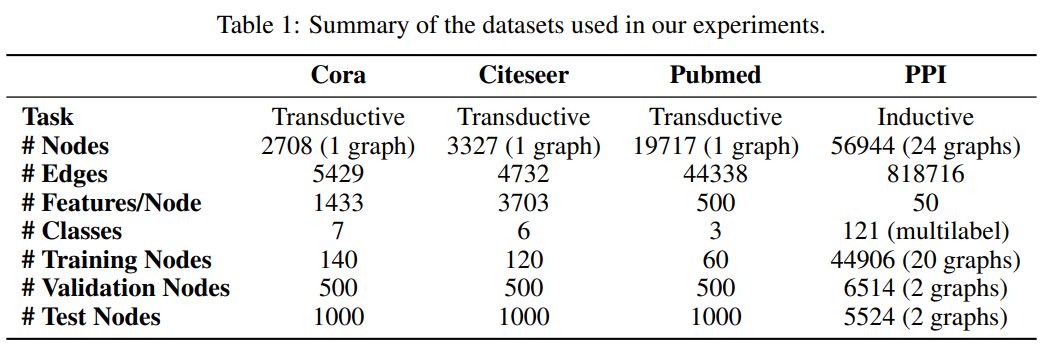 Table 1: Summary of the datasets used in our experiments.
Cora Citeseer Pubmed PPI
Task Transductive Transductive Transductive Inductive
# Nodes 2708 (1 graph) 3327 (1 graph) 19717 (1 graph) 56944 (24 graphs)
# Edges 5429 4732 44338 818716
# Features/Node 1433 3703 500 50
# Classes 7 6 3 121 (multilabel)
# Training Nodes 140 120 60 44906 (20 graphs)
# Validation Nodes 500 500 500 6514 (2 graphs)
# Test Nodes 1000 1000 1000 5524 (2 graphs)